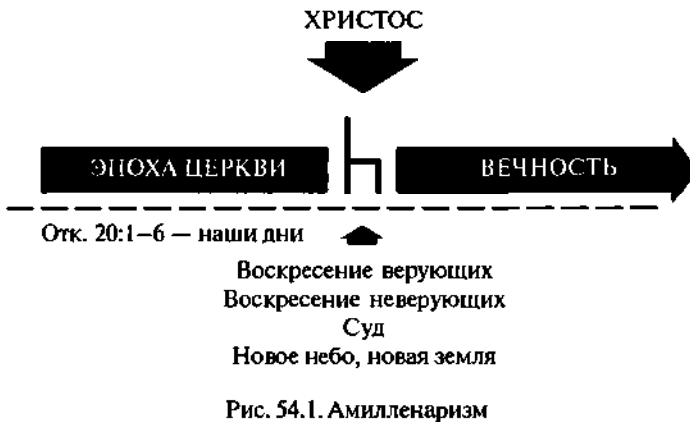 ХРИСТОС
ЭПОХА ЦЕРКВИ
ВЕЧНОСТЬ
Отк. 20:1–6 — наши дни
Воскресение верующих
Воскресение неверующих
Суд
Новое небо, новая земля
Рис. 54.1. Амилленаризм